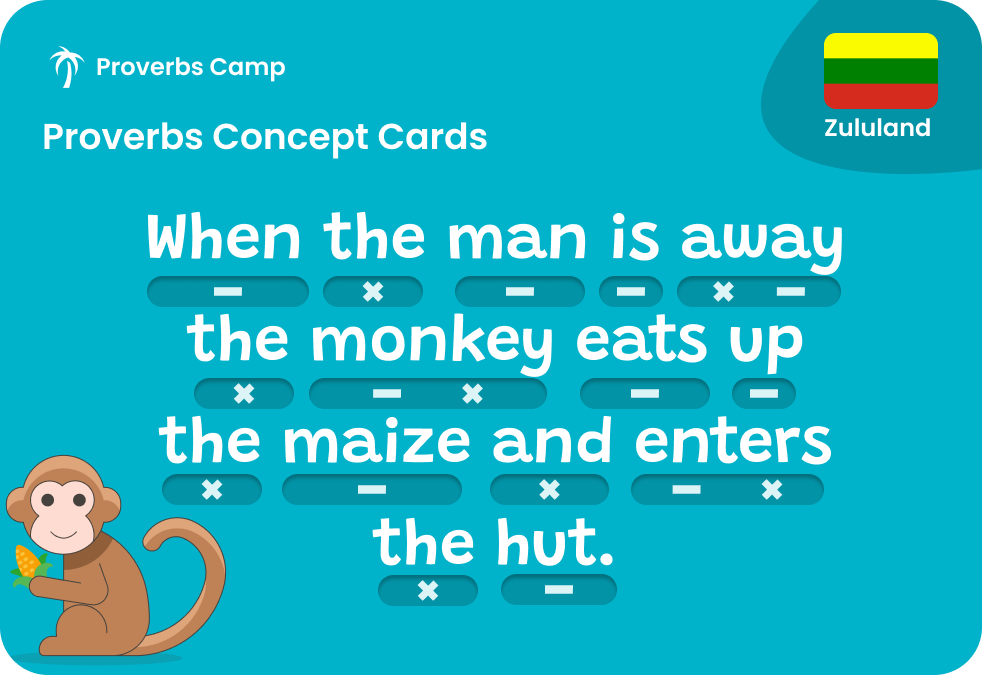 Proverbs Camp
Proverbs Concept Cards
Zululand
When the man is away
the monkey eats up
the maize and enters
the hut.